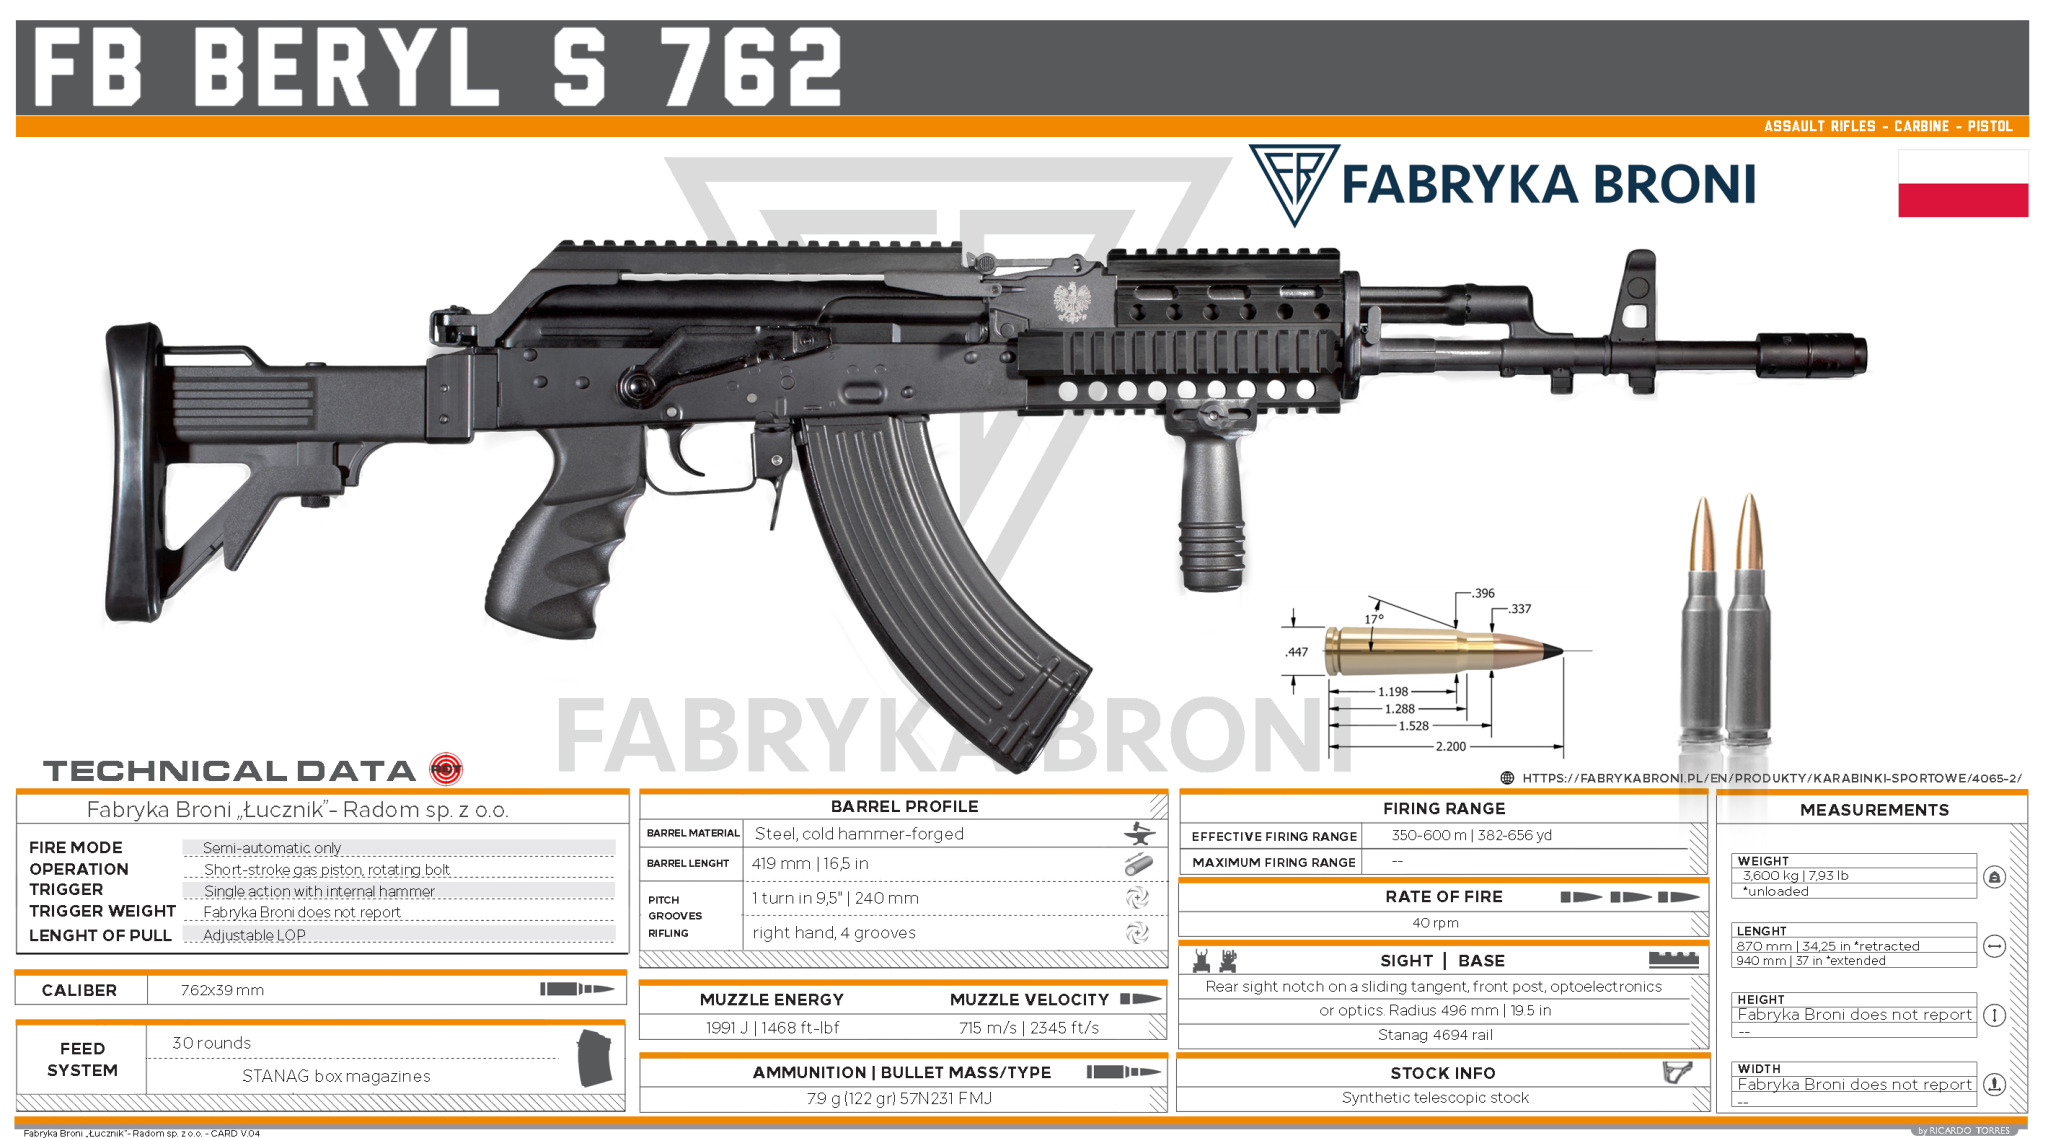 FB BERYL S 762
ASSAULT RIFLES - CARBINE - PISTOL
FB FABRYKA BRONI
FABRYKA BRONI
.396
.337
17°
.447
1.198
1.288
1.528
2.200
TECHNICAL DATA
HTTPS://FABRYKABRONI.PL/EN/PRODUKTY/KARABINKI-SPORTOWE/4065-2/
Fabryka Broni „Łucznik”- Radom sp. z o.o.
FIRE MODE Semi-automatic only
OPERATION Short-stroke gas piston, rotating bolt
TRIGGER Single action with internal hammer
TRIGGER WEIGHT Fabryka Broni does not report
LENGHT OF PULL Adjustable LOP
CALIBER 762x39 mm
FEED SYSTEM
30 rounds
STANAG box magazines
BARREL PROFILE
BARREL MATERIAL Steel, cold hammer-forged
BARREL LENGHT 419 mm | 16,5 in
PITCH 1 turn in 9,5" | 240 mm
GROOVES
RIFLING right hand, 4 grooves
MUZZLE ENERGY MUZZLE VELOCITY
1991 J | 1468 ft-lbf 715 m/s | 2345 ft/s
AMMUNITION | BULLET MASS/TYPE
7.9 g (122 gr) 57N231 FMJ
FIRING RANGE
EFFECTIVE FIRING RANGE 350-600 m | 382-656 yd
MAXIMUM FIRING RANGE --
RATE OF FIRE
40 rpm
SIGHT | BASE
Rear sight notch on a sliding tangent, front post, optoelectronics
or optics. Radius 496 mm | 19.5 in
Stanag 4694 rail
STOCK INFO
Synthetic telescopic stock
MEASUREMENTS
WEIGHT
3,600 kg | 7,93 lb
*unloaded
LENGHT
870 mm | 34,25 in *retracted
940 mm | 37 in *extended
HEIGHT
Fabryka Broni does not report
--
WIDTH
Fabryka Broni does not report
--
Fabryka Broni „Łucznik”- Radom sp. z o.o. - CARD V.04
by RICARDO TORRES